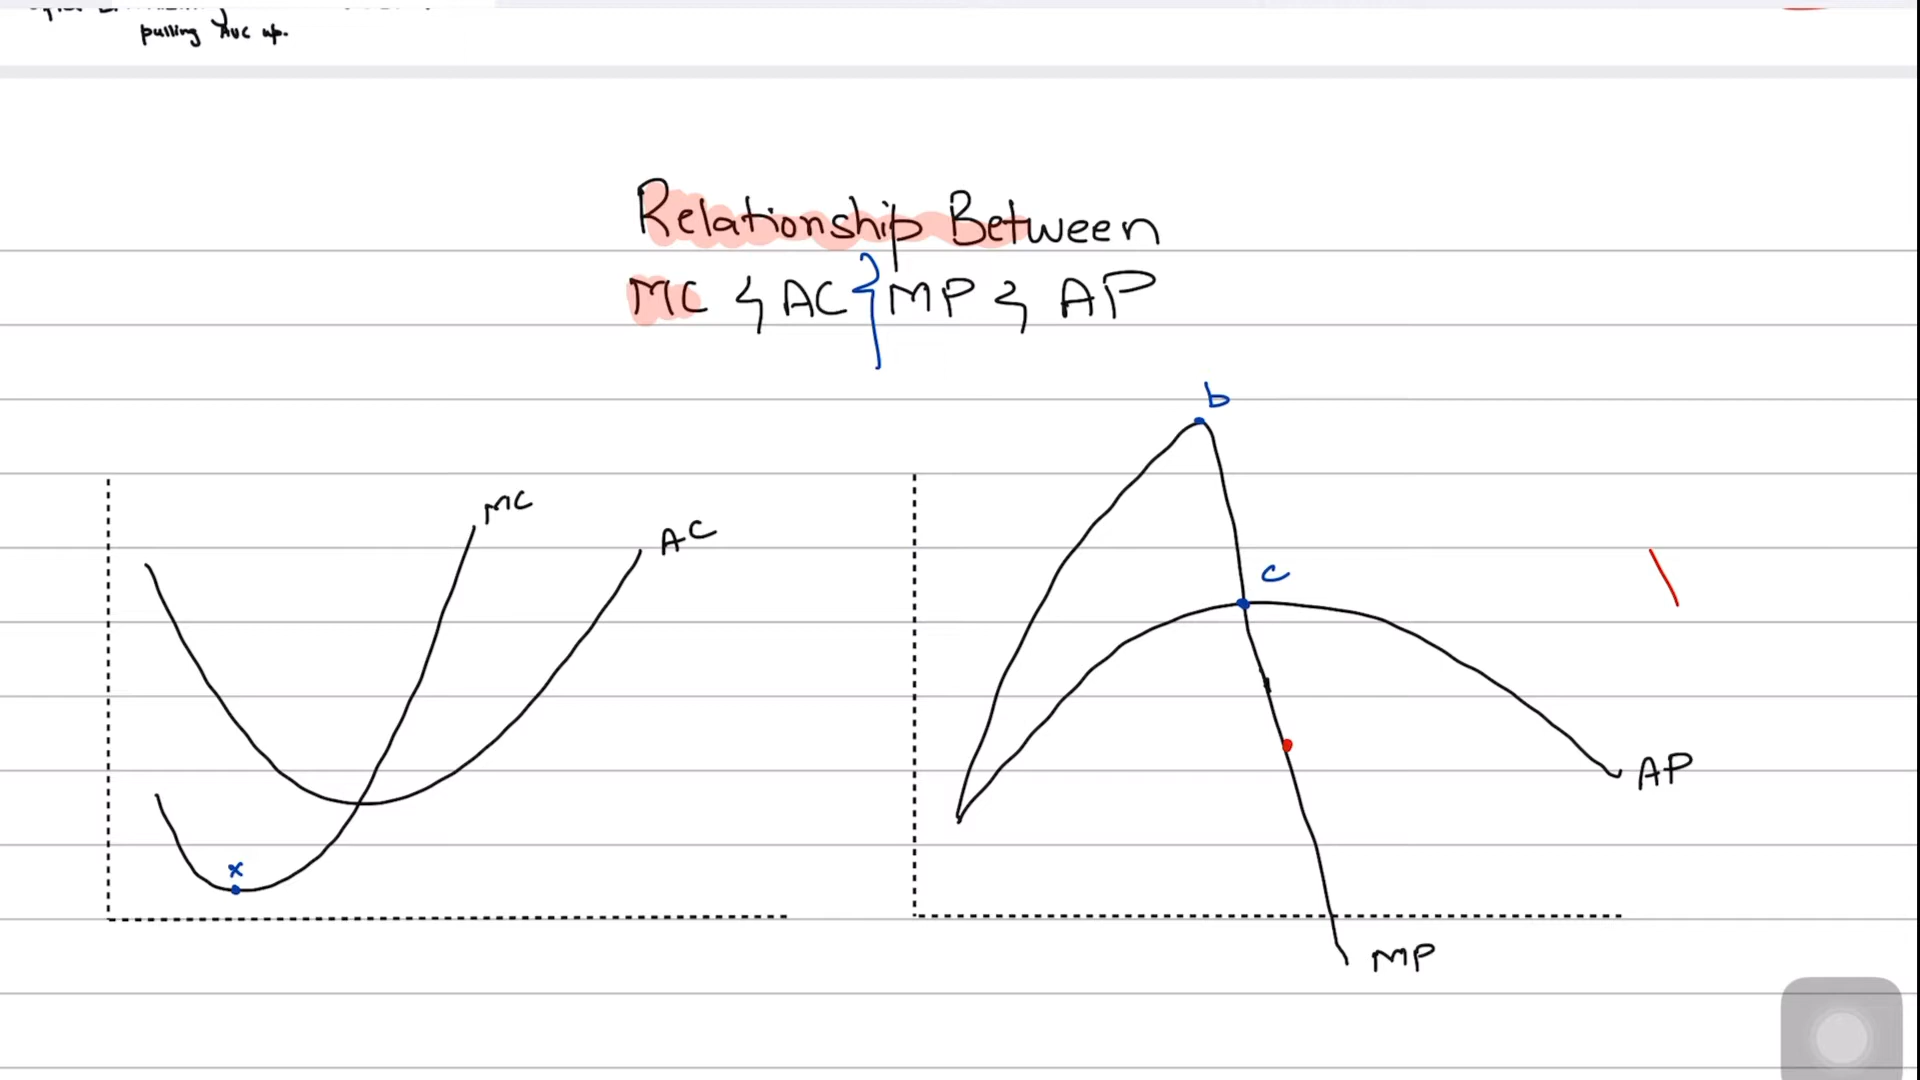 pulling AVC up.
Relationship Between
MC & AC } MP & AP
b
MC
AC
c
x
AP
MP